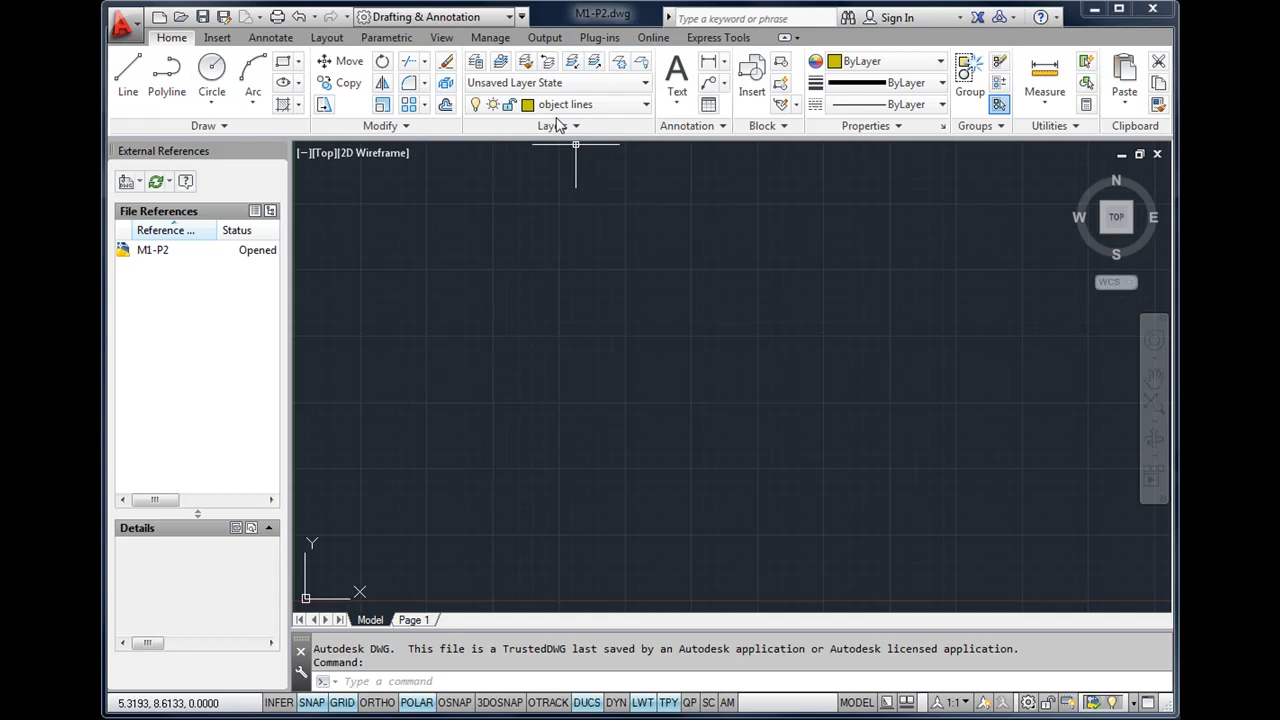 Drafting & Annotation
M1-P2.dwg
Type a keyword or phrase
Sign In
Home Insert Annotate Layout Parametric View Manage Output Plug-ins Online Express Tools
Line
Polyline
Circle
Arc
Move
Copy
Unsaved Layer State
object lines
Text
Insert
ByLayer
ByLayer
ByLayer
Group
Measure
Paste
Draw
Modify
Annotation
Block
Properties
Groups
Utilities
Clipboard
External References
File References
Reference ... Status
M1-P2 Opened
Details
[−][Top][2D Wireframe]
N
W TOP E
S
WCS
Y
X
Model Page 1
Autodesk DWG. This file is a TrustedDWG last saved by an Autodesk application or Autodesk licensed application.
Command:
Type a command
5.3193, 8.6133, 0.0000 INFER SNAP GRID ORTHO POLAR OSNAP 3DOSNAP OTRACK DUCS DYN LWT TPY QP SC AM MODEL 1:1